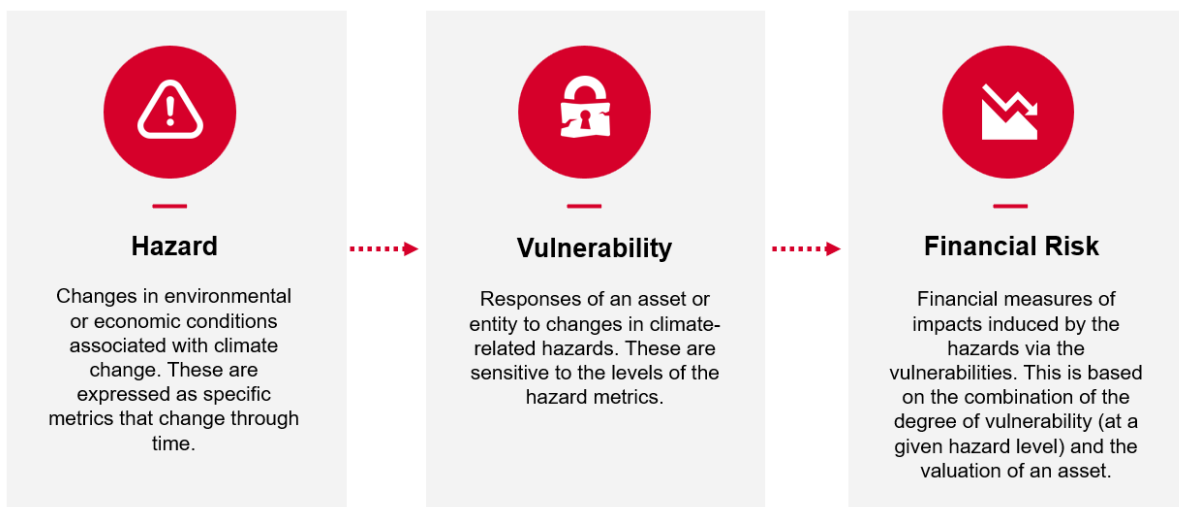 Hazard
Changes in environmental
or economic conditions
associated with climate
change. These are
expressed as specific
metrics that change through
time.
Vulnerability
Responses of an asset or
entity to changes in climate-
related hazards. These are
sensitive to the levels of the
hazard metrics.
Financial Risk
Financial measures of
impacts induced by the
hazards via the
vulnerabilities. This is based
on the combination of the
degree of vulnerability (at a
given hazard level) and the
valuation of an asset.